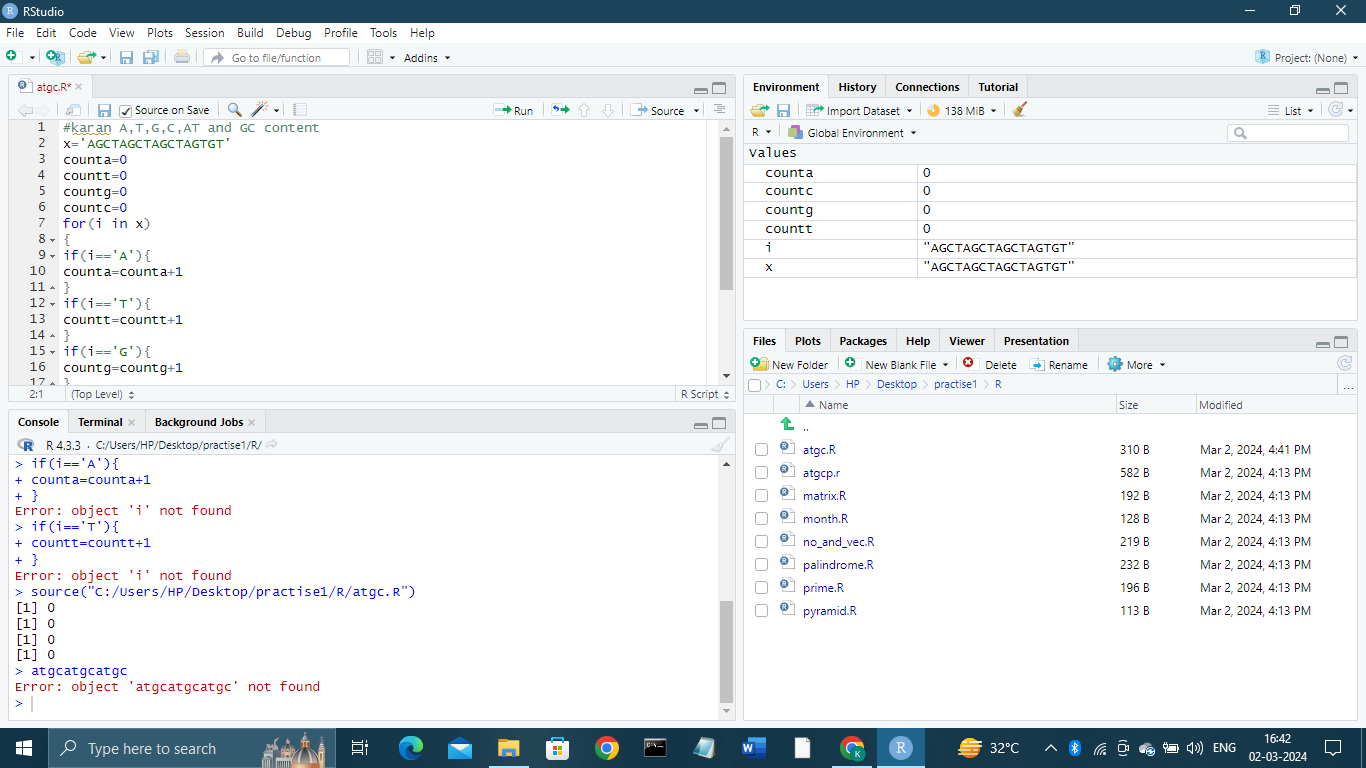 RStudio
File Edit Code View Plots Session Build Debug Profile Tools Help
Go to file/function Addins Project: (None)
atgc.R*
Source on Save Run Source
1 #karan A,T,G,C,AT and GC content
2 x='AGCTAGCTAGCTAGTGT'
3 counta=0
4 countt=0
5 countg=0
6 countc=0
7 for(i in x)
8 {
9 if(i=='A'){
10 counta=counta+1
11 }
12 if(i=='T'){
13 countt=countt+1
14 }
15 if(i=='G'){
16 countg=countg+1
17 }
2:1 (Top Level) R Script
Console Terminal Background Jobs
R 4.3.3 · C:/Users/HP/Desktop/practise1/R/
> if(i=='A'){
+ counta=counta+1
+ }
Error: object 'i' not found
> if(i=='T'){
+ countt=countt+1
+ }
Error: object 'i' not found
> source("C:/Users/HP/Desktop/practise1/R/atgc.R")
[1] 0
[1] 0
[1] 0
[1] 0
> atgcatgcatgc
Error: object 'atgcatgcatgc' not found
>
Environment History Connections Tutorial
Import Dataset 138 MiB List
R Global Environment
Values
counta 0
countc 0
countg 0
countt 0
i "AGCTAGCTAGCTAGTGT"
x "AGCTAGCTAGCTAGTGT"
Files Plots Packages Help Viewer Presentation
New Folder New Blank File Delete Rename More
C: Users HP Desktop practise1 R ...
Name Size Modified
..
atgc.R 310 B Mar 2, 2024, 4:41 PM
atgcp.r 582 B Mar 2, 2024, 4:13 PM
matrix.R 192 B Mar 2, 2024, 4:13 PM
month.R 128 B Mar 2, 2024, 4:13 PM
no_and_vec.R 219 B Mar 2, 2024, 4:13 PM
palindrome.R 232 B Mar 2, 2024, 4:13 PM
prime.R 196 B Mar 2, 2024, 4:13 PM
pyramid.R 113 B Mar 2, 2024, 4:13 PM
Type here to search 32°C ENG 16:42
02-03-2024